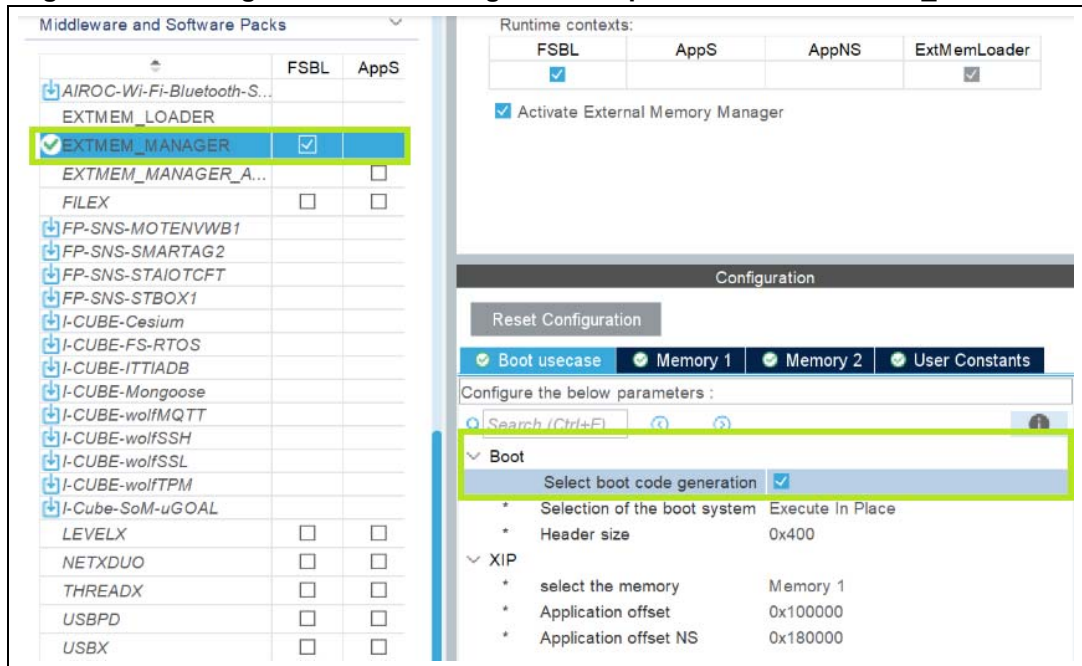 Middleware and Software Packs
FSBL AppS
AIROC-Wi-Fi-Bluetooth-S...
EXTMEM_LOADER
EXTMEM_MANAGER
EXTMEM_MANAGER_A...
FILEX
FP-SNS-MOTENVWB1
FP-SNS-SMARTAG2
FP-SNS-STAIOTCFT
FP-SNS-STBOX1
I-CUBE-Cesium
I-CUBE-FS-RTOS
I-CUBE-ITTIADB
I-CUBE-Mongoose
I-CUBE-wolfMQTT
I-CUBE-wolfSSH
I-CUBE-wolfSSL
I-CUBE-wolfTPM
I-Cube-SoM-uGOAL
LEVELX
NETXDUO
THREADX
USBPD
USBX
Runtime contexts:
FSBL AppS AppNS ExtMemLoader
Activate External Memory Manager
Configuration
Reset Configuration
Boot usecase Memory 1 Memory 2 User Constants
Configure the below parameters :
Search (Ctrl+F)
Boot
Select boot code generation
* Selection of the boot system Execute In Place
* Header size 0x400
XIP
* select the memory Memory 1
* Application offset 0x100000
* Application offset NS 0x180000